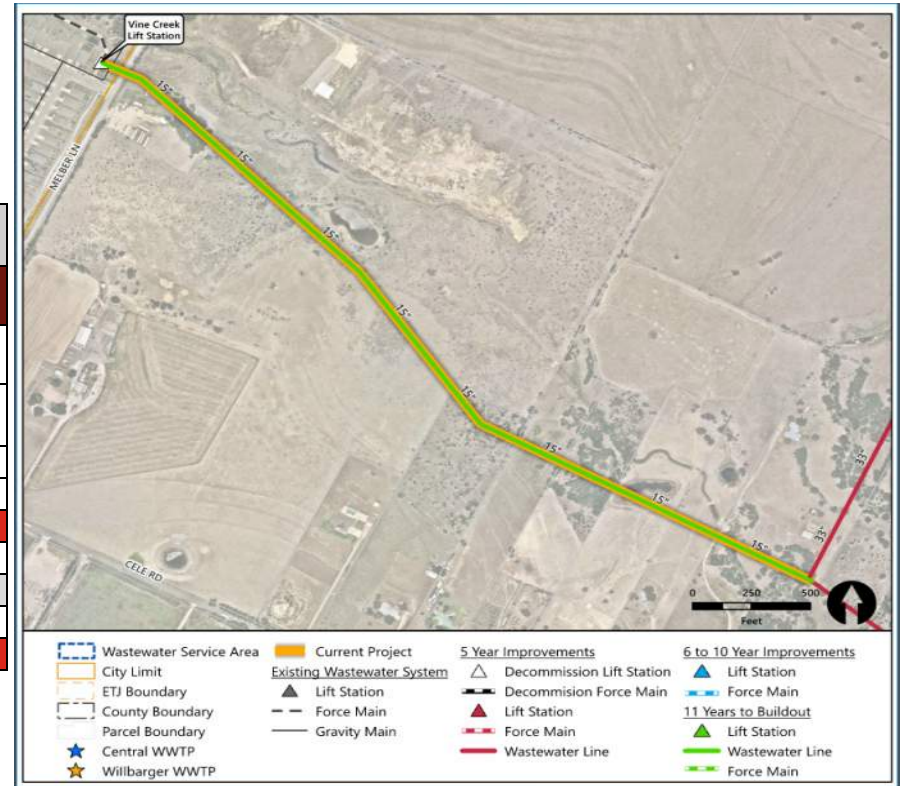 Vine Creek
Lift Station
15"
15"
MELBER LN
15"
15"
15"
15"
33"
15"
33"
15"
CELE RD
0 250 500
Feet
Wastewater Service Area
City Limit
ETJ Boundary
County Boundary
Parcel Boundary
Central WWTP
Willbarger WWTP
Current Project
Existing Wastewater System
Lift Station
Force Main
Gravity Main
5 Year Improvements
Decommission Lift Station
Decommision Force Main
Lift Station
Force Main
Wastewater Line
6 to 10 Year Improvements
Lift Station
Force Main
11 Years to Buildout
Lift Station
Wastewater Line
Force Main